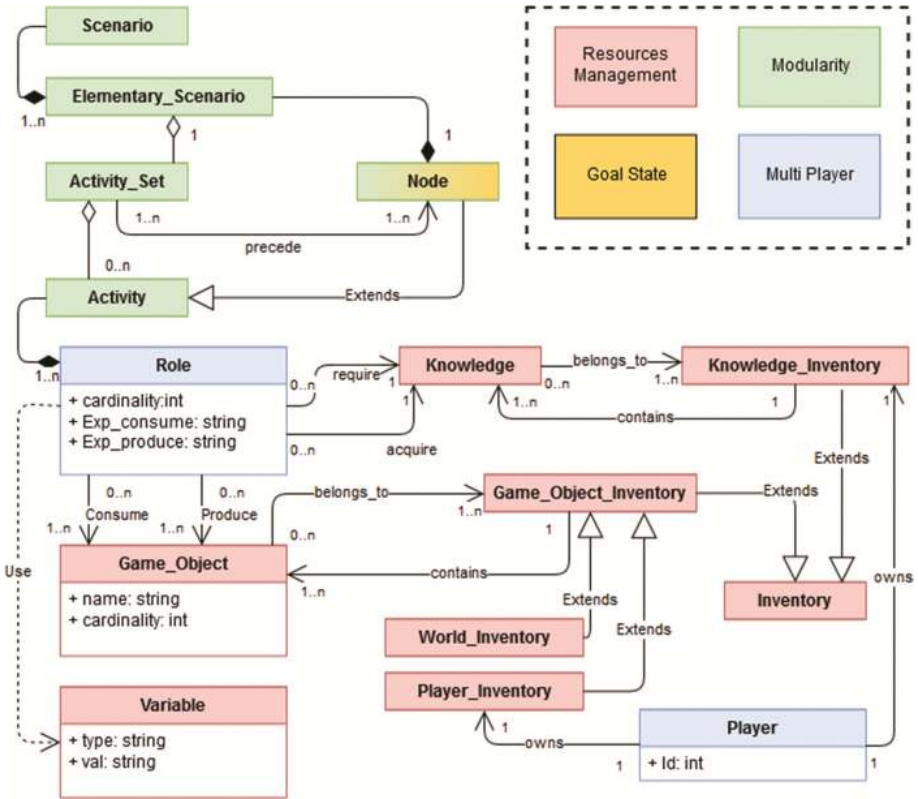 Scenario
Resources
Management
Modularity
1..n
Elementary_Scenario
1
1
Goal State
Multi Player
Activity_Set
Node
1..n
1..n
precede
0..n
Activity
Extends
1..n
Role
+ cardinality:int
+ Exp_consume: string
+ Exp_produce: string
0..n
require
1
Knowledge
0..n
belongs_to
1..n
Knowledge_Inventory
1
1..n
contains
1
1
0..n
acquire
Extends
0..n
0..n
Consume
Produce
1..n
1..n
belongs_to
0..n
1..n
Game_Object_Inventory
1
Extends
Use
Game_Object
+ name: string
+ cardinality: int
contains
1..n
owns
Inventory
Extends
World_Inventory
Extends
Player_Inventory
Variable
+ type: string
+ val: string
1
owns
1
Player
+ Id: int
1